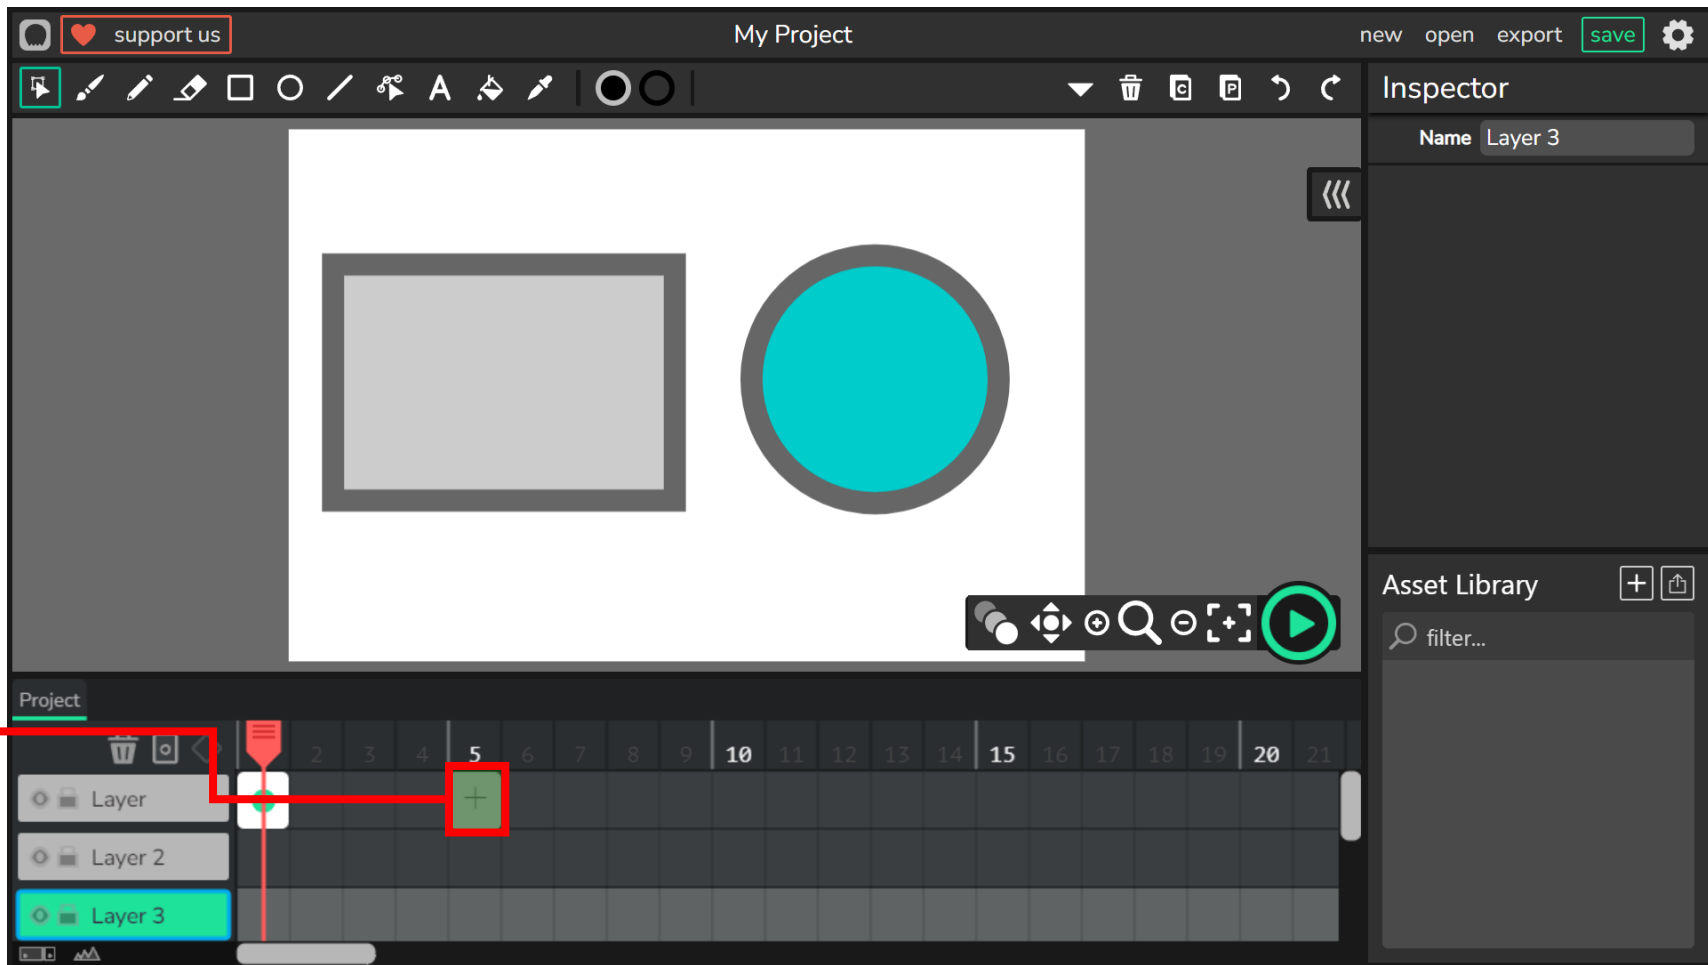 support us
My Project
new open export save
A
C P
Inspector
Name Layer 3
Asset Library
filter...
Project
2 3 4 5 6 7 8 9 10 11 12 13 14 15 16 17 18 19 20 21
Layer
Layer 2
Layer 3